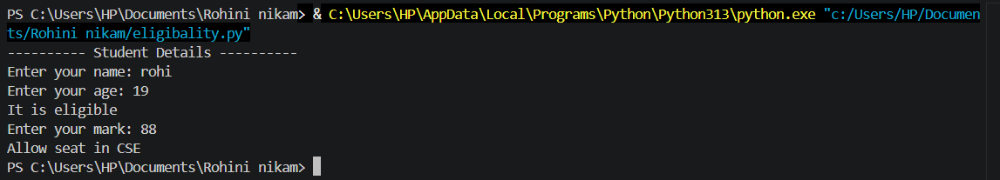 PS C:\Users\HP\Documents\Rohini nikam> & C:\Users\HP\AppData\Local\Programs\Python\Python313\python.exe "c:/Users/HP/Documen
ts/Rohini nikam/eligibality.py"
---------- Student Details ----------
Enter your name: rohi
Enter your age: 19
It is eligible
Enter your mark: 88
Allow seat in CSE
PS C:\Users\HP\Documents\Rohini nikam>